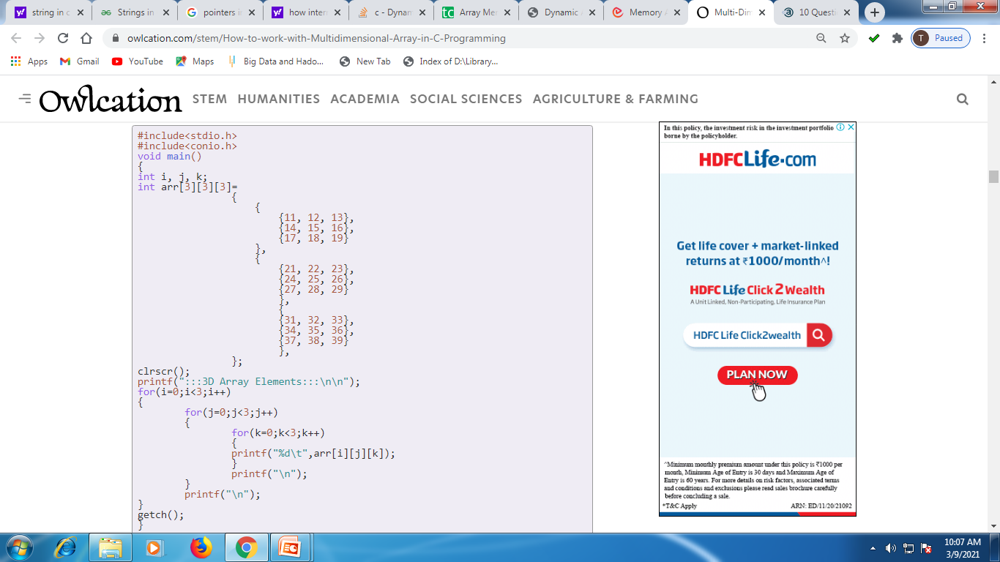 string in c
Strings in
pointers i
how inter
c - Dynam
Array Me
Dynamic
Memory
Multi-Dim
10 Questi
owlcation.com/stem/How-to-work-with-Multidimensional-Array-in-C-Programming
T Paused
Apps Gmail YouTube Maps Big Data and Hado... New Tab Index of D:\Library...
Owlcation STEM HUMANITIES ACADEMIA SOCIAL SCIENCES AGRICULTURE & FARMING
#include<stdio.h>
#include<conio.h>
void main()
{
int i, j, k;
int arr[3][3][3]=
{
{
{11, 12, 13},
{14, 15, 16},
{17, 18, 19}
},
{
{21, 22, 23},
{24, 25, 26},
{27, 28, 29}
},
{
{31, 32, 33},
{34, 35, 36},
{37, 38, 39}
},
};
clrscr();
printf(":::3D Array Elements:::\n\n");
for(i=0;i<3;i++)
{
for(j=0;j<3;j++)
{
for(k=0;k<3;k++)
{
printf("%d\t",arr[i][j][k]);
}
printf("\n");
}
printf("\n");
}
getch();
}
In this policy, the investment risk in the investment portfolio
borne by the policyholder.
HDFCLife.com
Get life cover + market-linked
returns at ₹1000/month^!
HDFC Life Click 2 Wealth
A Unit Linked, Non-Participating, Life Insurance Plan
HDFC Life Click2wealth
PLAN NOW
^Minimum monthly premium amount under this policy is ₹1000 per
month, Minimum Age of Entry is 30 days and Maximum Age of
Entry is 60 years. For more details on risk factors, associated terms
and conditions and exclusions please read sales brochure carefully
before concluding a sale.
*T&C Apply ARN: ED/11/20/21092
10:07 AM
3/9/2021